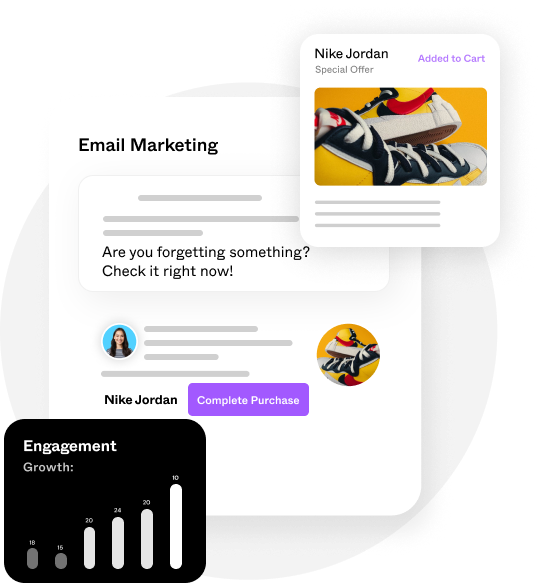 Nike Jordan
Added to Cart
Special Offer
Email Marketing
Are you forgetting something?
Check it right now!
Nike Jordan
Complete Purchase
Engagement
Growth:
18
15
20
24
20
10